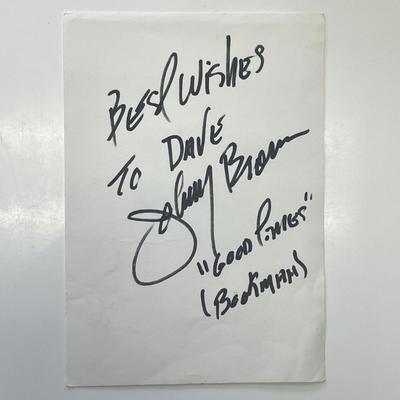 BEST WISHES
TO DAVE
Johnny Brown
"GOOD TIMES"
(BOOKMAN)